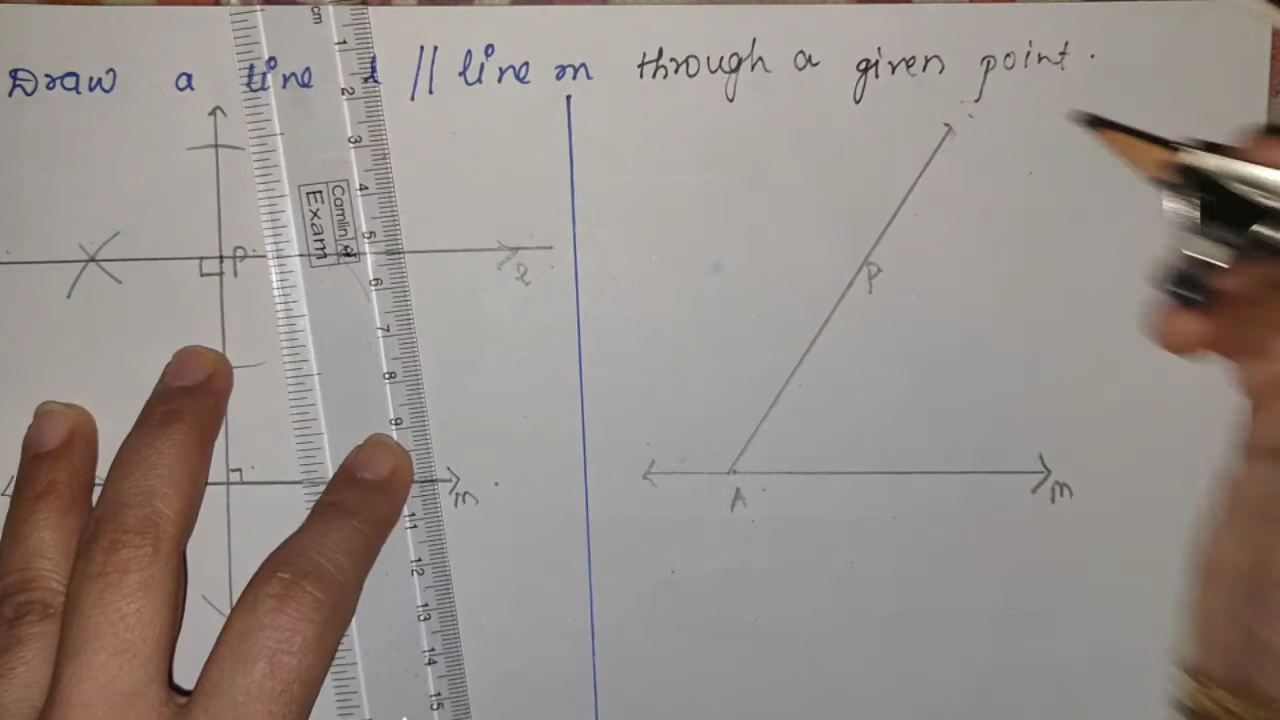 Draw a line l // line m through a given point.
cm
1
2
3
4
5
6
7
8
9
11
12
13
14
15
Camlin
Exam
P
l
m
P
A
m